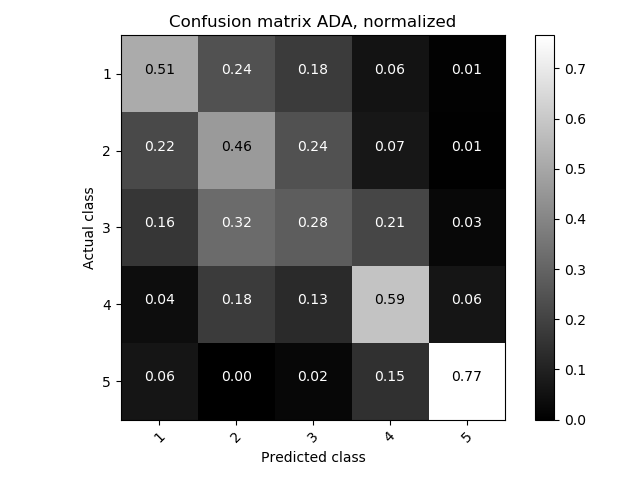 Confusion matrix ADA, normalized
Actual class
1 0.51 0.24 0.18 0.06 0.01
2 0.22 0.46 0.24 0.07 0.01
3 0.16 0.32 0.28 0.21 0.03
4 0.04 0.18 0.13 0.59 0.06
5 0.06 0.00 0.02 0.15 0.77
1 2 3 4 5
Predicted class
0.7
0.6
0.5
0.4
0.3
0.2
0.1
0.0